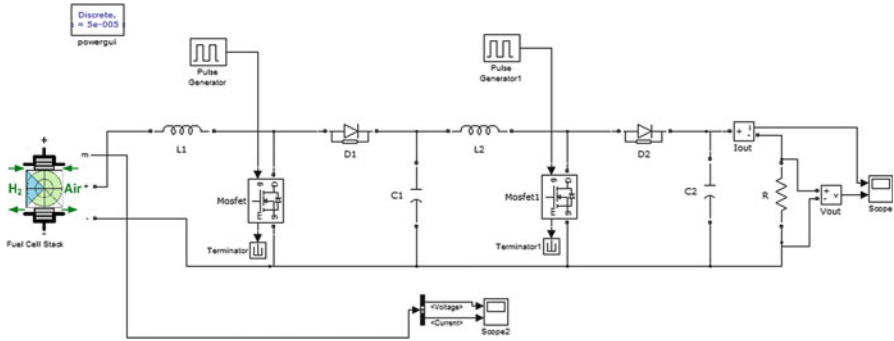 Discrete,
= 5e-005
powergui
Pulse
Generator
Pulse
Generator1
L1
D1
L2
D2
+
i
-
Iout
+
m
+
-
H2
Air
-
Fuel Cell Stack
g
D
m
S
Mosfet
C1
g
D
m
S
Mosfet1
C2
R
+
-
v
Vout
Scope
Terminator
Terminator1
<Voltage>
<Current>
Scope2